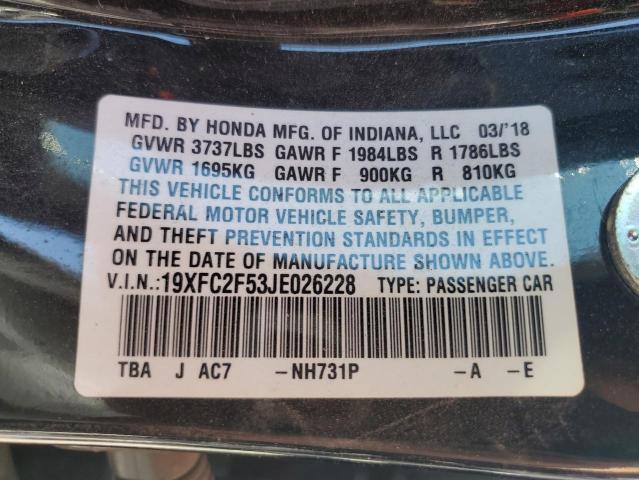 MFD. BY HONDA MFG. OF INDIANA, LLC 03/'18
GVWR 3737LBS GAWR F 1984LBS R 1786LBS
GVWR 1695KG GAWR F 900KG R 810KG
THIS VEHICLE CONFORMS TO ALL APPLICABLE
FEDERAL MOTOR VEHICLE SAFETY, BUMPER,
AND THEFT PREVENTION STANDARDS IN EFFECT
ON THE DATE OF MANUFACTURE SHOWN ABOVE.
V.I.N.:19XFC2F53JE026228 TYPE: PASSENGER CAR
TBA J AC7 -NH731P -A -E